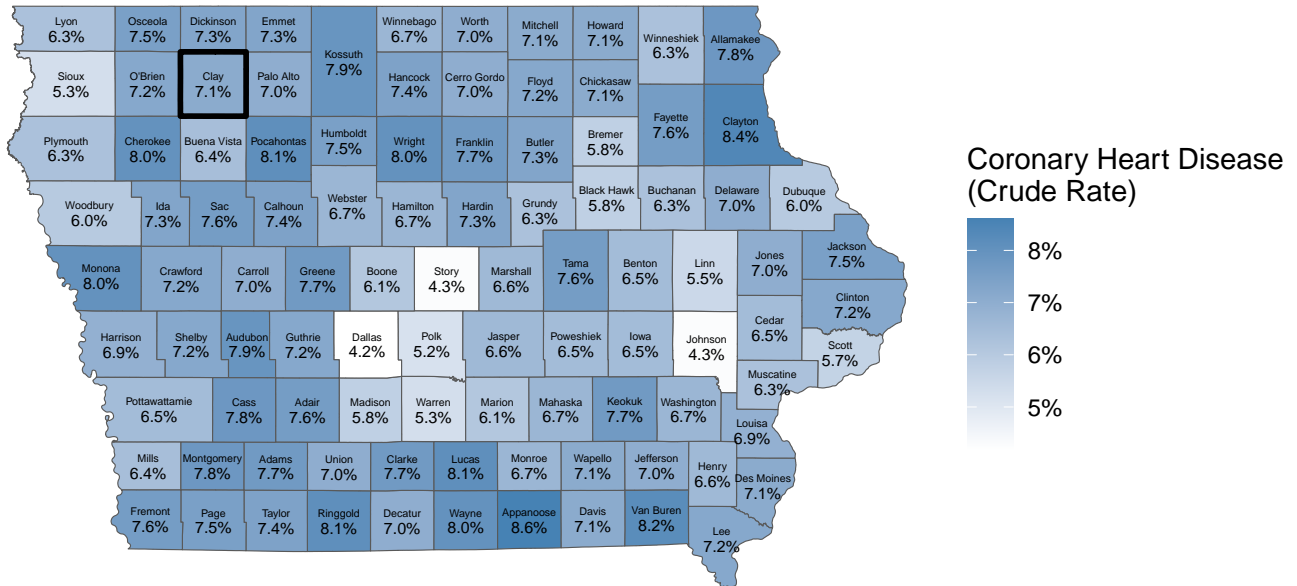 Lyon
6.3%
Osceola
7.5%
Dickinson
7.3%
Emmet
7.3%
Kossuth
7.9%
Winnebago
6.7%
Worth
7.0%
Mitchell
7.1%
Howard
7.1%
Winneshiek
6.3%
Allamakee
7.8%
Sioux
5.3%
O'Brien
7.2%
Clay
7.1%
Palo Alto
7.0%
Hancock
7.4%
Cerro Gordo
7.0%
Floyd
7.2%
Chickasaw
7.1%
Fayette
7.6%
Clayton
8.4%
Plymouth
6.3%
Cherokee
8.0%
Buena Vista
6.4%
Pocahontas
8.1%
Humboldt
7.5%
Wright
8.0%
Franklin
7.7%
Butler
7.3%
Bremer
5.8%
Woodbury
6.0%
Ida
7.3%
Sac
7.6%
Calhoun
7.4%
Webster
6.7%
Hamilton
6.7%
Hardin
7.3%
Grundy
6.3%
Black Hawk
5.8%
Buchanan
6.3%
Delaware
7.0%
Dubuque
6.0%
Monona
8.0%
Crawford
7.2%
Carroll
7.0%
Greene
7.7%
Boone
6.1%
Story
4.3%
Marshall
6.6%
Tama
7.6%
Benton
6.5%
Linn
5.5%
Jones
7.0%
Jackson
7.5%
Clinton
7.2%
Harrison
6.9%
Shelby
7.2%
Audubon
7.9%
Guthrie
7.2%
Dallas
4.2%
Polk
5.2%
Jasper
6.6%
Poweshiek
6.5%
Iowa
6.5%
Johnson
4.3%
Cedar
6.5%
Scott
5.7%
Muscatine
6.3%
Pottawattamie
6.5%
Cass
7.8%
Adair
7.6%
Madison
5.8%
Warren
5.3%
Marion
6.1%
Mahaska
6.7%
Keokuk
7.7%
Washington
6.7%
Louisa
6.9%
Mills
6.4%
Montgomery
7.8%
Adams
7.7%
Union
7.0%
Clarke
7.7%
Lucas
8.1%
Monroe
6.7%
Wapello
7.1%
Jefferson
7.0%
Henry
6.6%
Des Moines
7.1%
Fremont
7.6%
Page
7.5%
Taylor
7.4%
Ringgold
8.1%
Decatur
7.0%
Wayne
8.0%
Appanoose
8.6%
Davis
7.1%
Van Buren
8.2%
Lee
7.2%
Coronary Heart Disease
(Crude Rate)
8%
7%
6%
5%